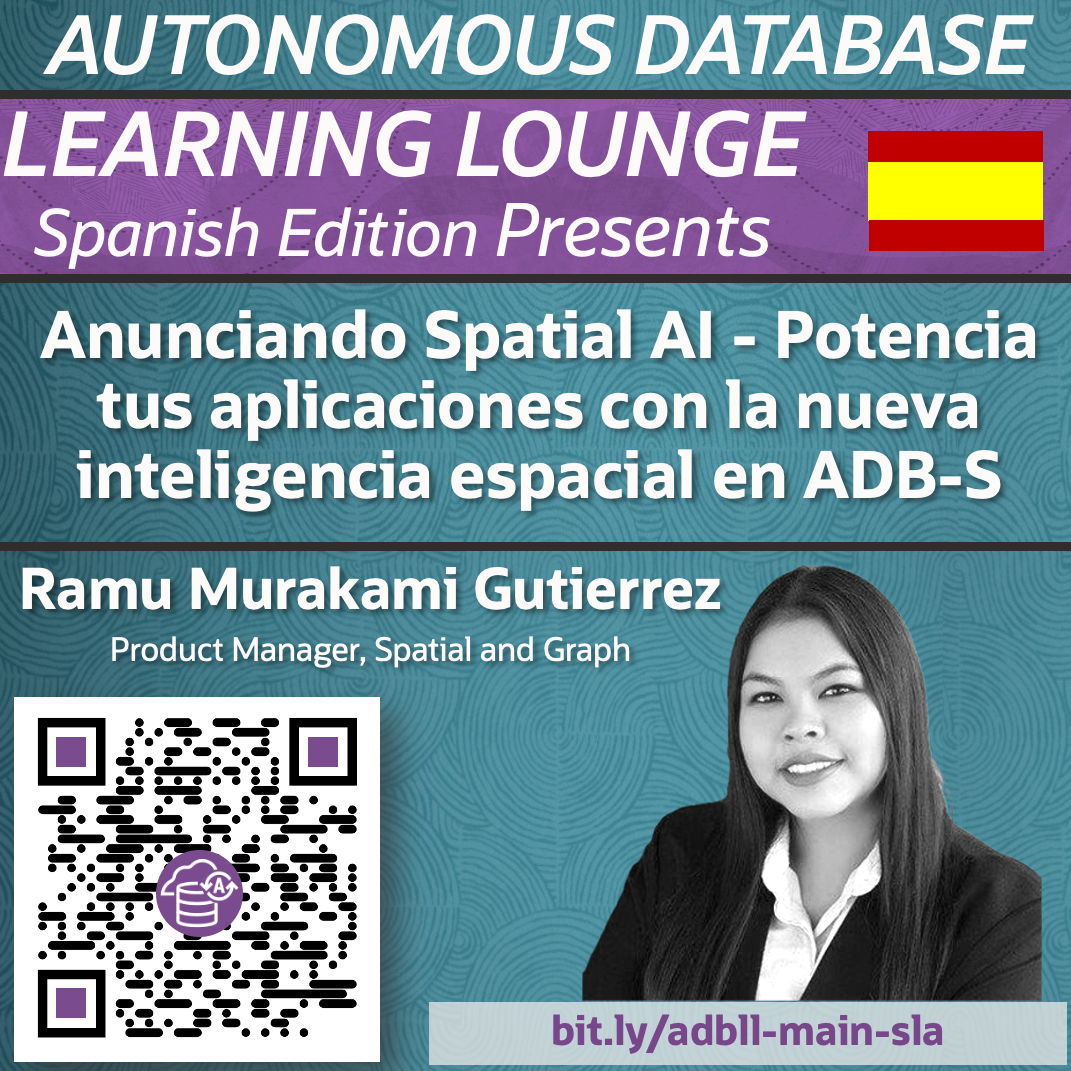 AUTONOMOUS DATABASE
LEARNING LOUNGE
Spanish Edition Presents
Anunciando Spatial AI - Potencia
tus aplicaciones con la nueva
inteligencia espacial en ADB-S
Ramu Murakami Gutierrez
Product Manager, Spatial and Graph
A
bit.ly/adbll-main-sla